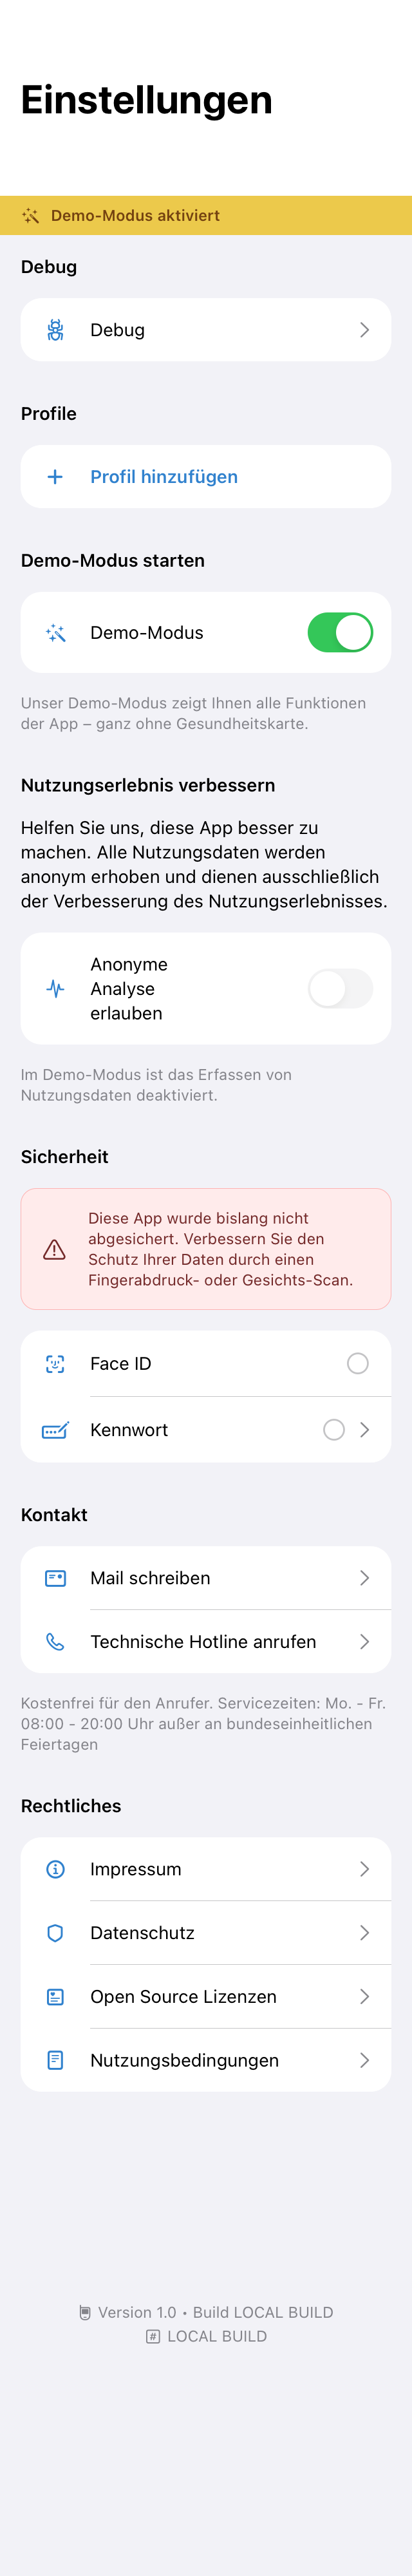 Einstellungen
Demo-Modus aktiviert
Debug
Debug
Profile
Profil hinzufügen
Demo-Modus starten
Demo-Modus
Unser Demo-Modus zeigt Ihnen alle Funktionen
der App – ganz ohne Gesundheitskarte.
Nutzungserlebnis verbessern
Helfen Sie uns, diese App besser zu
machen. Alle Nutzungsdaten werden
anonym erhoben und dienen ausschließlich
der Verbesserung des Nutzungserlebnisses.
Anonyme
Analyse
erlauben
Im Demo-Modus ist das Erfassen von
Nutzungsdaten deaktiviert.
Sicherheit
Diese App wurde bislang nicht
abgesichert. Verbessern Sie den
Schutz Ihrer Daten durch einen
Fingerabdruck- oder Gesichts-Scan.
Face ID
Kennwort
Kontakt
Mail schreiben
Technische Hotline anrufen
Kostenfrei für den Anrufer. Servicezeiten: Mo. - Fr.
08:00 - 20:00 Uhr außer an bundeseinheitlichen
Feiertagen
Rechtliches
Impressum
Datenschutz
Open Source Lizenzen
Nutzungsbedingungen
Version 1.0 • Build LOCAL BUILD
# LOCAL BUILD